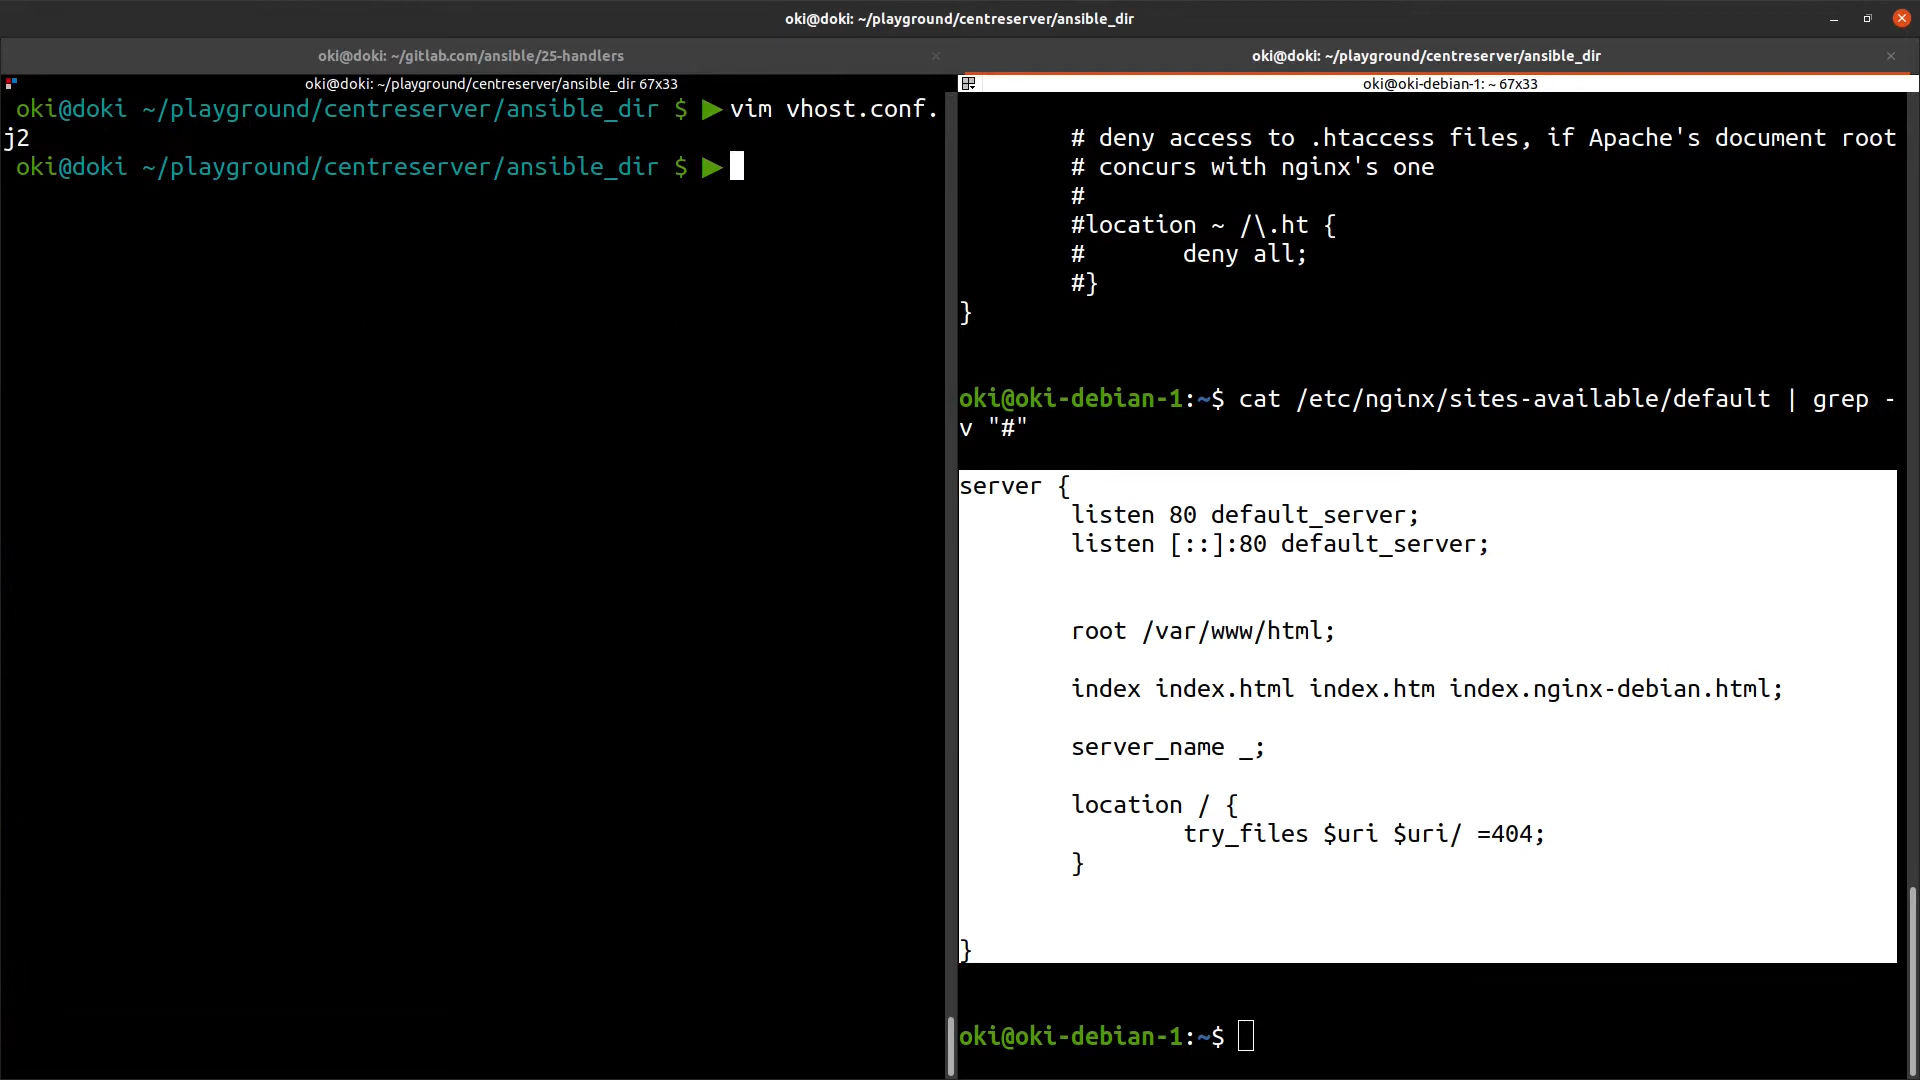 oki@doki: ~/playground/centreserver/ansible_dir
oki@doki: ~/gitlab.com/ansible/25-handlers
oki@doki: ~/playground/centreserver/ansible_dir
oki@doki: ~/playground/centreserver/ansible_dir 67x33
oki@doki ~/playground/centreserver/ansible_dir $ ▶vim vhost.conf.
j2
oki@doki ~/playground/centreserver/ansible_dir $ ▶
oki@oki-debian-1: ~ 67x33
        # deny access to .htaccess files, if Apache's document root
        # concurs with nginx's one
        #
        #location ~ /\.ht {
        #       deny all;
        #}
}
oki@oki-debian-1:~$ cat /etc/nginx/sites-available/default | grep -
v "#"
server {
        listen 80 default_server;
        listen [::]:80 default_server;
        root /var/www/html;
        index index.html index.htm index.nginx-debian.html;
        server_name _;
        location / {
                try_files $uri $uri/ =404;
        }
}
oki@oki-debian-1:~$